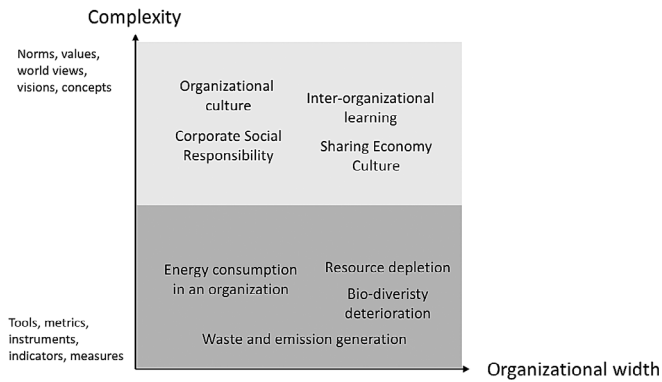 Complexity
Norms, values,
world views,
visions, concepts
Organizational
culture
Inter-organizational
learning
Corporate Social
Responsibility
Sharing Economy
Culture
Energy consumption
in an organization
Resource depletion
Bio-diveristy
deterioration
Waste and emission generation
Tools, metrics,
instruments,
indicators, measures
Organizational width